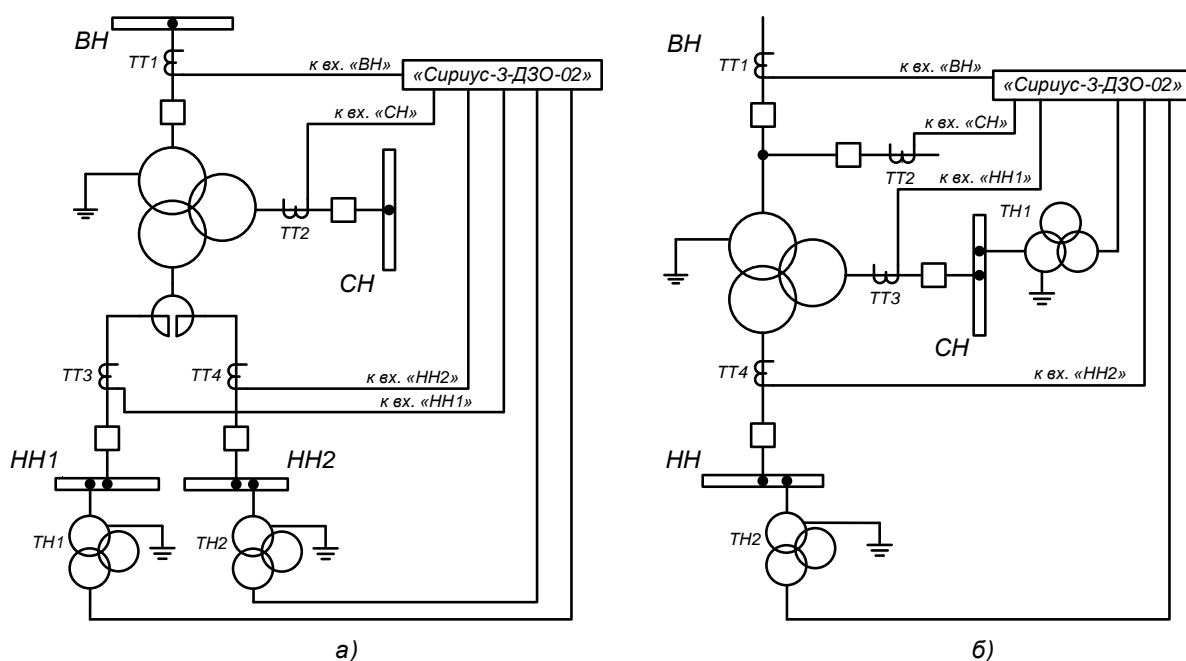 ВН
ТТ1
к вх. «ВН»
«Сириус-3-ДЗО-02»
к вх. «СН»
ТТ2
СН
ТТ3
ТТ4
к вх. «НН2»
к вх. «НН1»
НН1
НН2
ТН1
ТН2
а)
ВН
ТТ1
к вх. «ВН»
«Сириус-3-ДЗО-02»
к вх. «СН»
ТТ2
к вх. «НН1»
ТН1
ТТ3
СН
ТТ4
к вх. «НН2»
НН
ТН2
б)